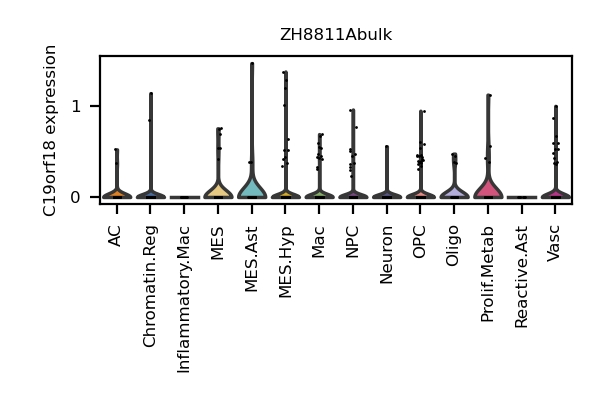 ZH8811Abulk
C19orf18 expression
1
0
AC
Chromatin.Reg
Inflammatory.Mac
MES
MES.Ast
MES.Hyp
Mac
NPC
Neuron
OPC
Oligo
Prolif.Metab
Reactive.Ast
Vasc